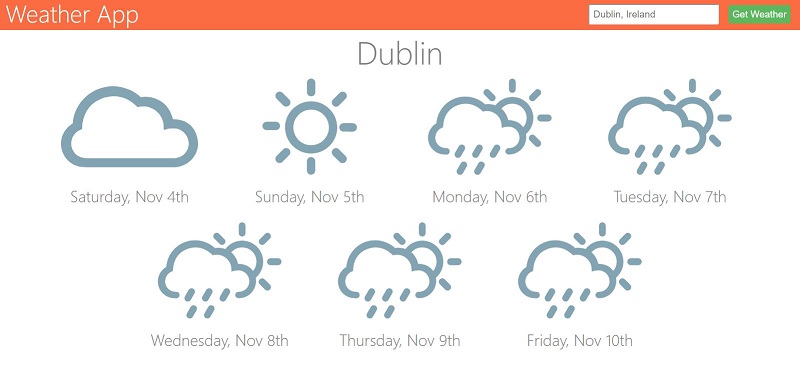 Weather App
Dublin, Ireland
Get Weather
Dublin
Saturday, Nov 4th
Sunday, Nov 5th
Monday, Nov 6th
Tuesday, Nov 7th
Wednesday, Nov 8th
Thursday, Nov 9th
Friday, Nov 10th